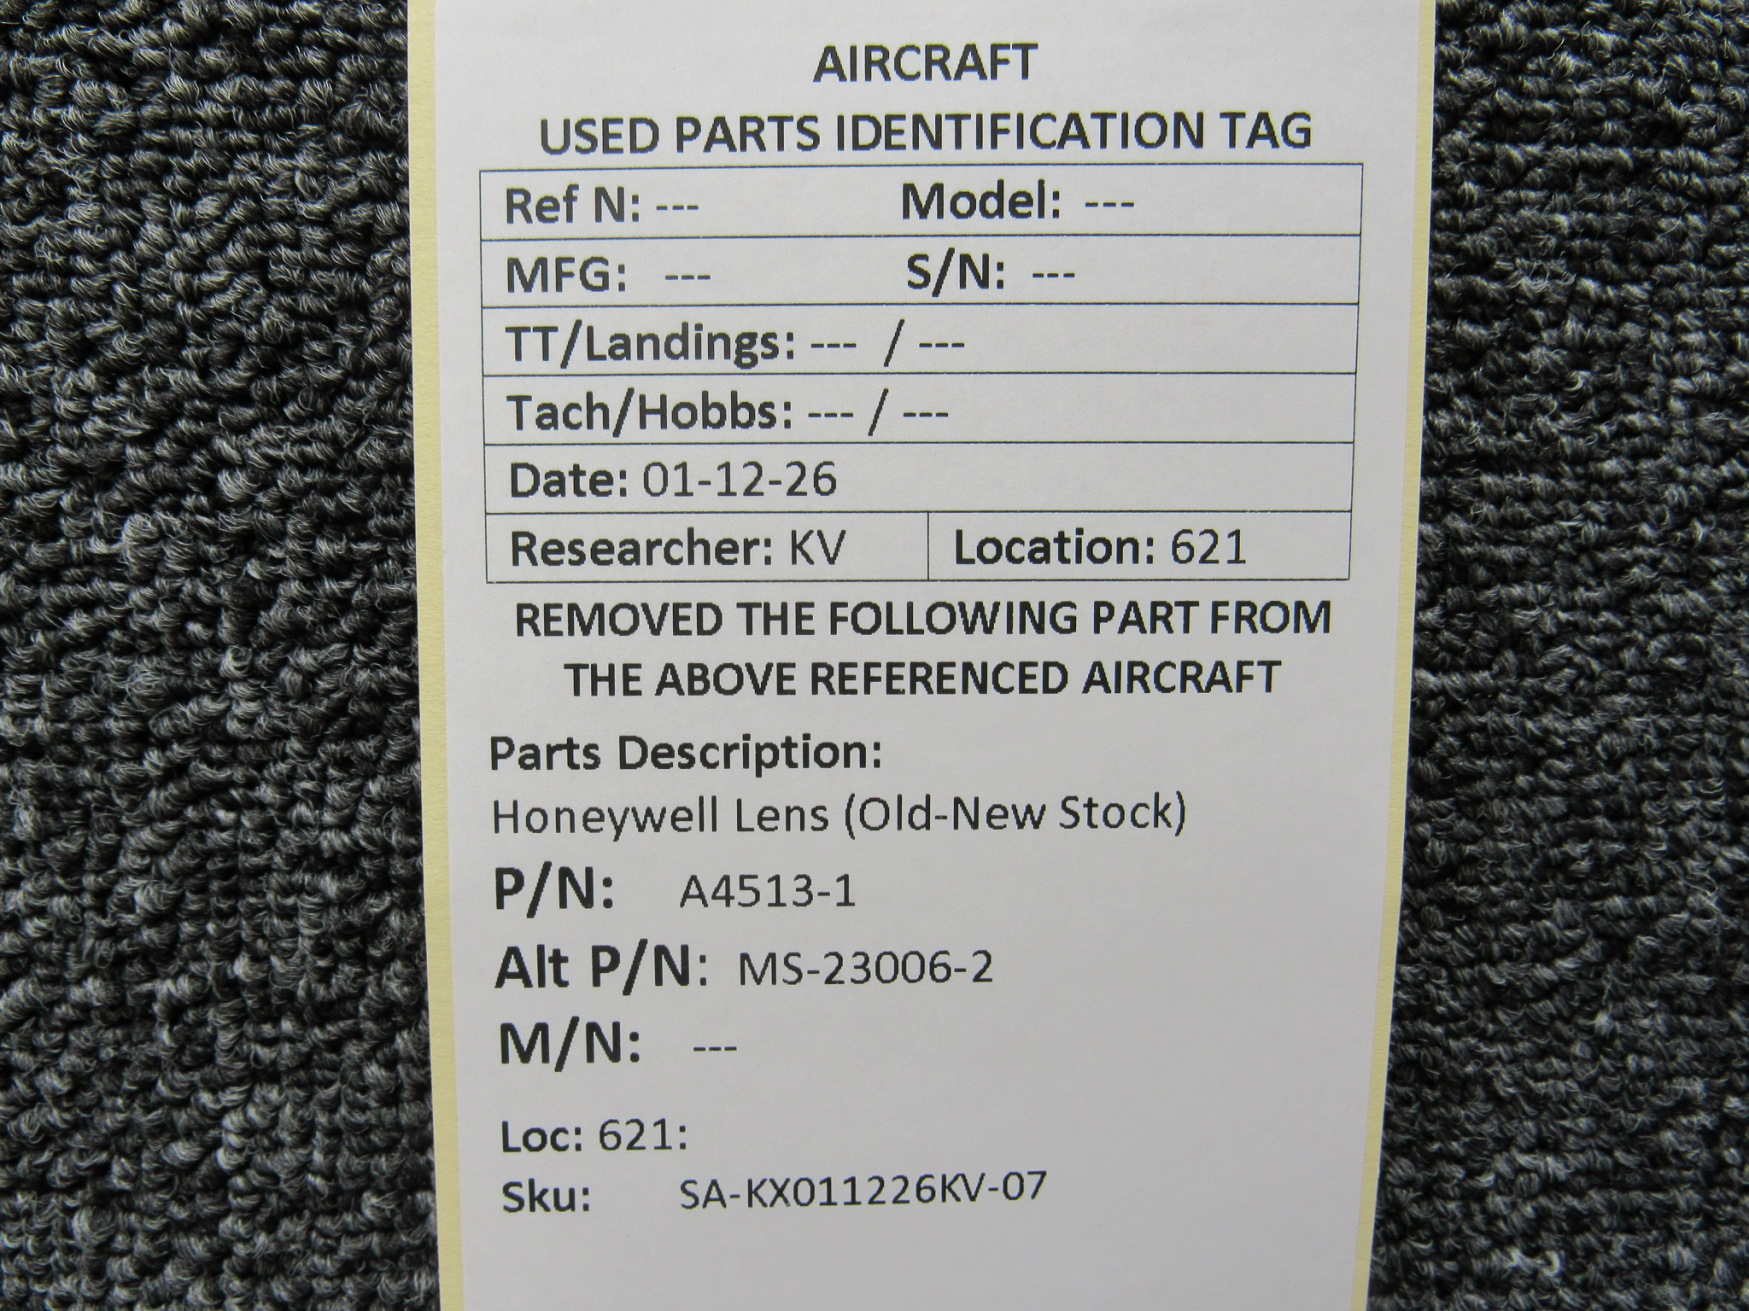 AIRCRAFT
USED PARTS IDENTIFICATION TAG
Ref N: --- Model: ---
MFG: --- S/N: ---
TT/Landings: --- / ---
Tach/Hobbs: --- / ---
Date: 01-12-26
Researcher: KV Location: 621
REMOVED THE FOLLOWING PART FROM
THE ABOVE REFERENCED AIRCRAFT
Parts Description:
Honeywell Lens (Old-New Stock)
P/N: A4513-1
Alt P/N: MS-23006-2
M/N: ---
Loc: 621:
Sku: SA-KX011226KV-07